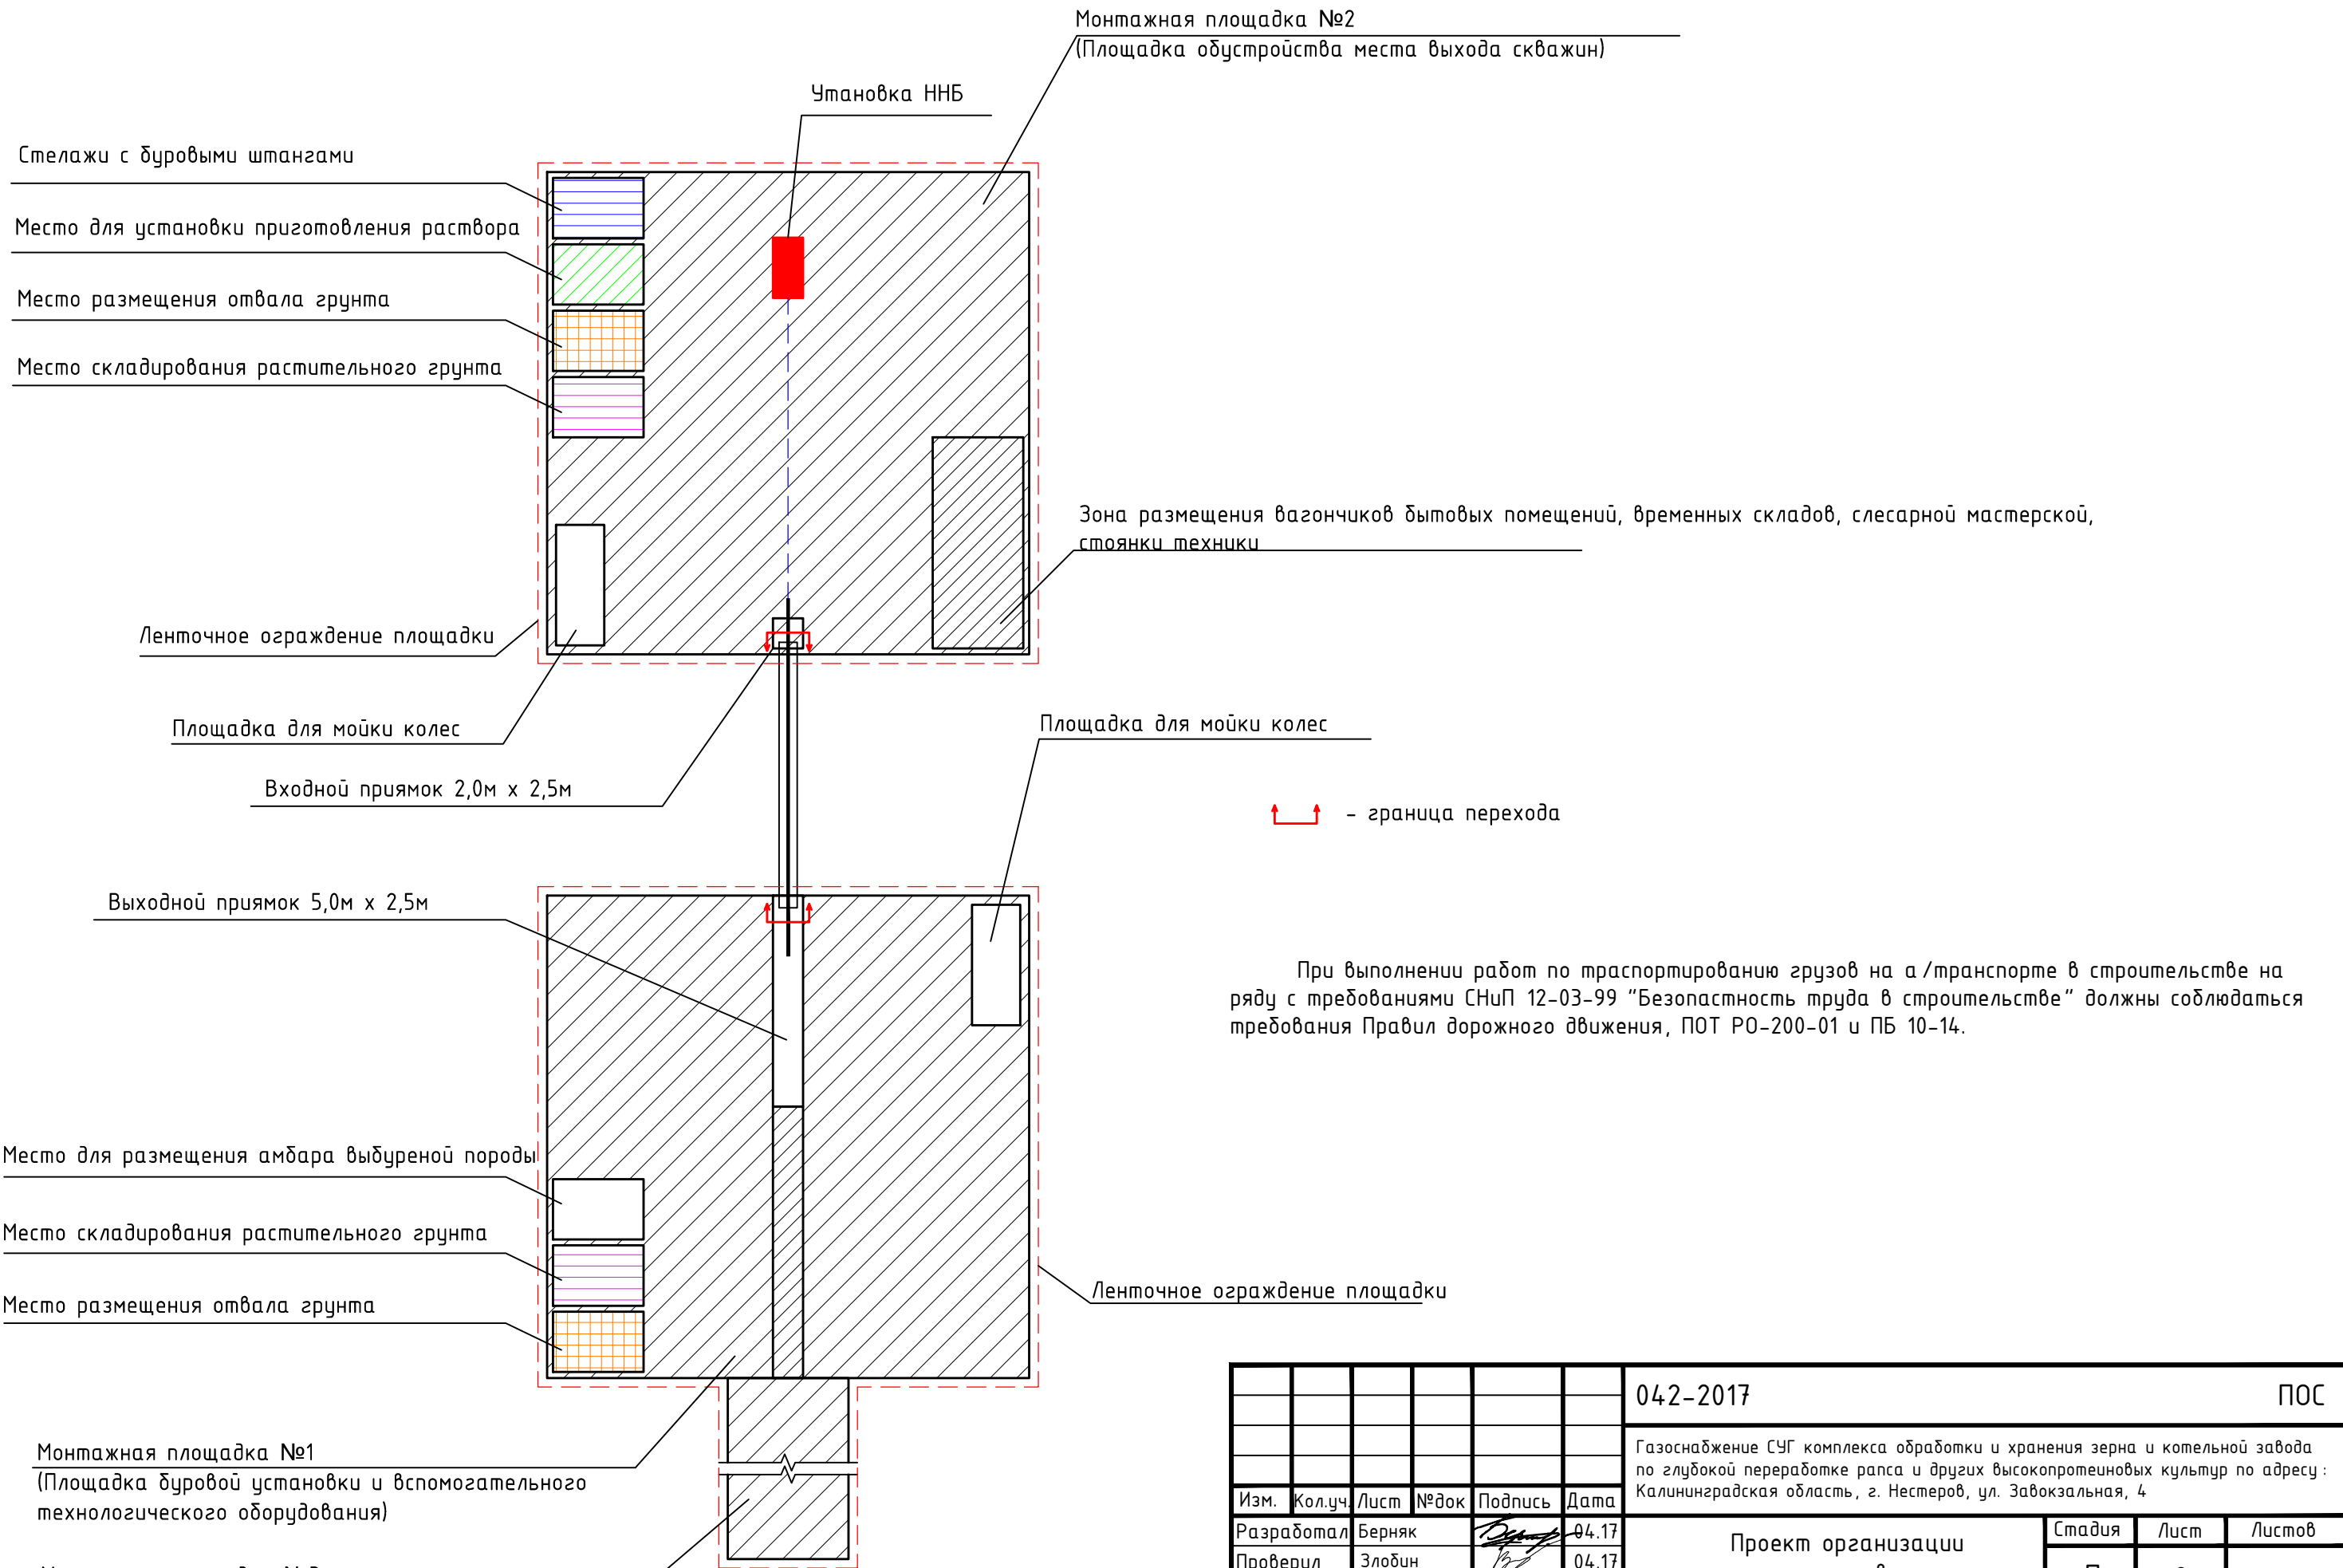 Монтажная площадка №2
(Площадка обустройства места выхода скважин)
Утановка ННБ
Стелажи с буровыми штангами
Место для установки приготовления раствора
Место размещения отвала грунта
Место складирования растительного грунта
Зона размещения вагончиков бытовых помещений, временных складов, слесарной мастерской,
стоянки техники
Ленточное ограждение площадки
Площадка для мойки колес
Площадка для мойки колес
Входной приямок 2,0м х 2,5м
- граница перехода
Выходной приямок 5,0м х 2,5м
При выполнении работ по траспортированию грузов на а/транспорте в строительстве на
ряду с требованиями СНиП 12-03-99 "Безопастность труда в строительстве" должны соблюдаться
требования Правил дорожного движения, ПОТ РО-200-01 и ПБ 10-14.
Место для размещения амбара выбуреной породы
Место складирования растительного грунта
Место размещения отвала грунта
Ленточное ограждение площадки
Монтажная площадка №1
(Площадка буровой установки и вспомогательного
технологического оборудования)
042-2017 ПОС
Газоснабжение СУГ комплекса обработки и хранения зерна и котельной завода
по глубокой переработке рапса и других высокопротеиновых культур по адресу:
Калининградская область, г. Нестеров, ул. Завокзальная, 4
Изм. Кол.уч. Лист №док Подпись Дата
Разработал Берняк 04.17
Проверил Злобин 04.17
Проект организации
Стадия Лист Листов